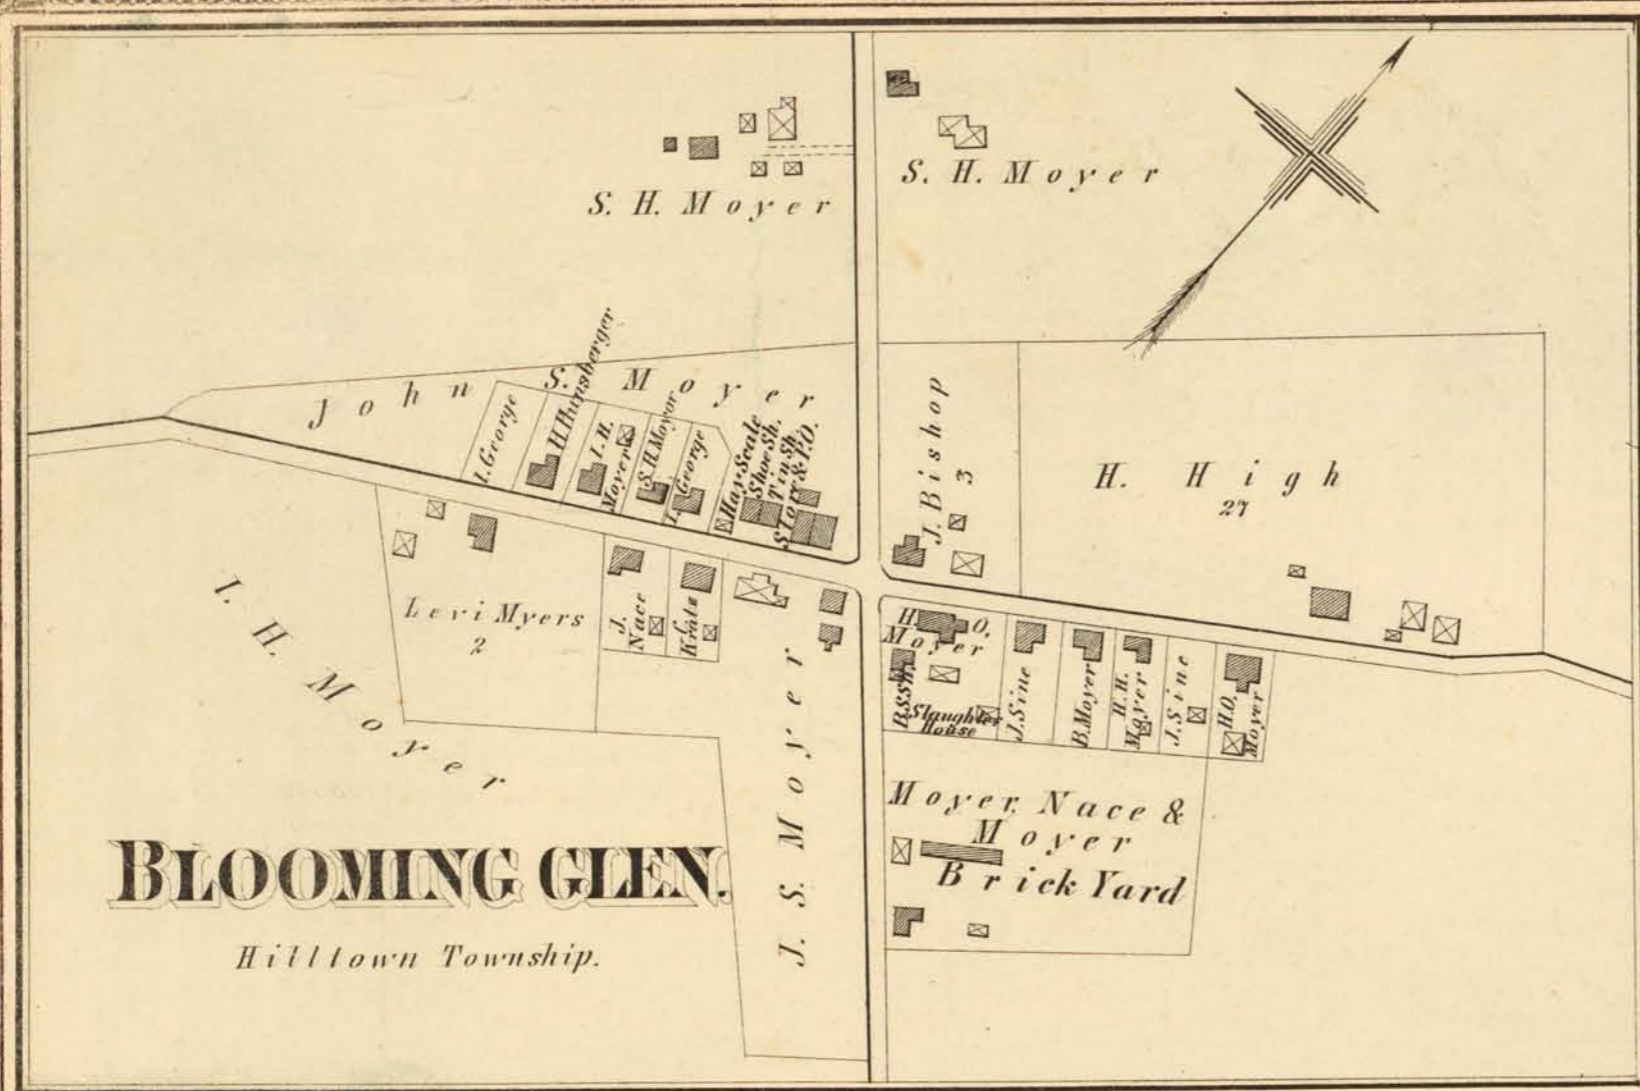 S. H. Moyer
S. H. Moyer
John S. Moyer
I. George
H. Hunsberger
I. H.
Moyer
S. H. Moyer
I. George
Hay Scale
Shoe Sh.
Tin Sh.
Store & P.O.
J. Bishop
3
H. High
27
I. H. Moyer
Levi Myers
2
J.
Nace
C.
Kratz
J. S. Moyer
H. O.
Moyer
B.S.Sh.
Slaughter
House
J. Sine
B. Moyer
H. H.
Moyer
J. Sine
H.O.
Moyer
Moyer, Nace &
Moyer
Brick Yard
BLOOMING GLEN.
Hilltown Township.